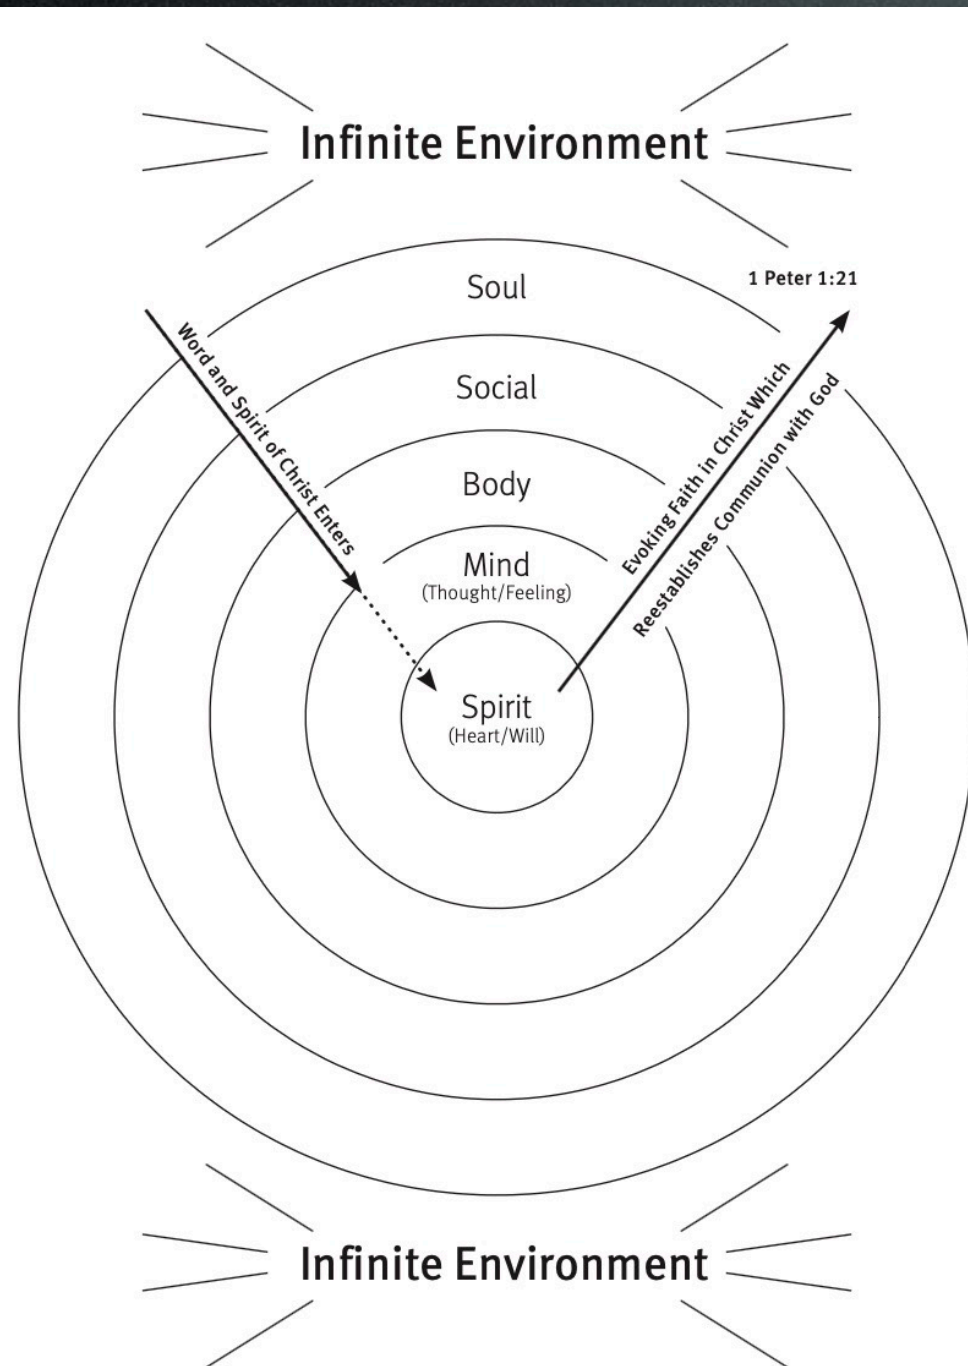 Infinite Environment
1 Peter 1:21
Soul
Word and Spirit of Christ Enters
Social
Evoking Faith in Christ Which
Reestablishes Communion with God
Body
Mind
(Thought/Feeling)
Spirit
(Heart/Will)
Infinite Environment